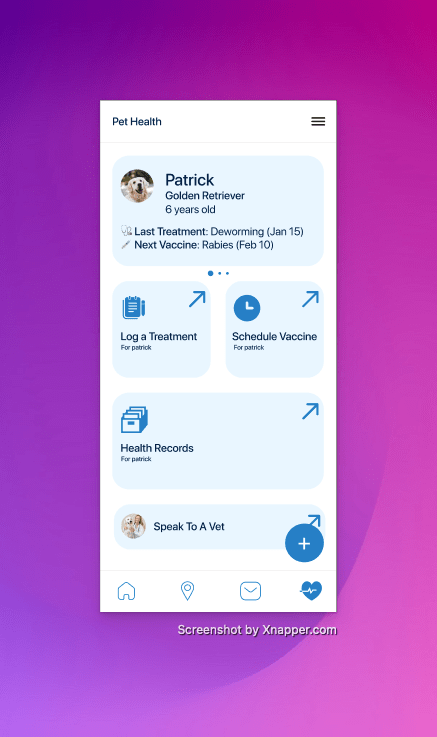 Pet Health
Patrick
Golden Retriever
6 years old
🩺 Last Treatment: Deworming (Jan 15)
💉 Next Vaccine: Rabies (Feb 10)
Log a Treatment
For patrick
Schedule Vaccine
For patrick
Health Records
For patrick
Speak To A Vet
Screenshot by Xnapper.com